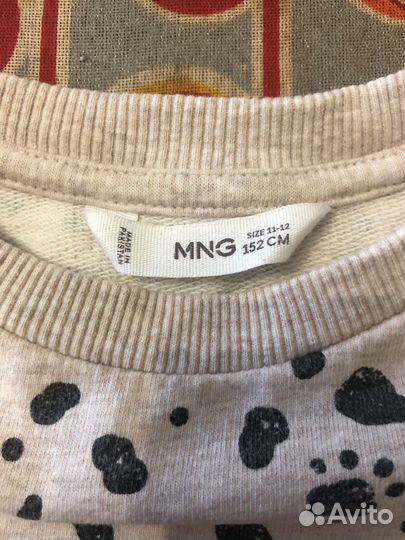 MADE IN
PAKISTAN
MNG
SIZE 11-12
152 CM
Avito